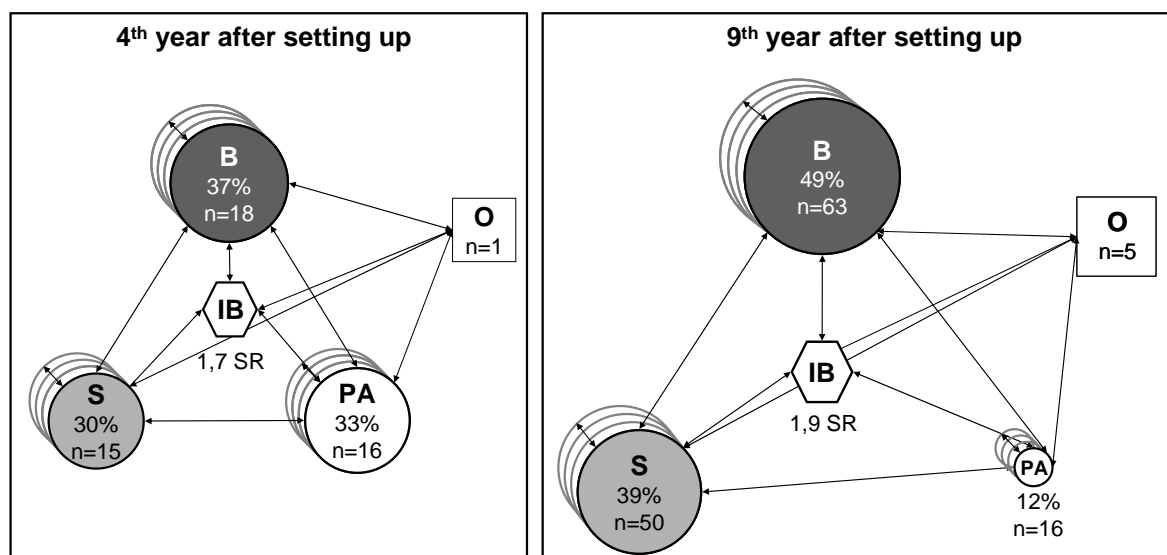 4th year after setting up
B
37%
n=18
O
n=1
IB
1,7 SR
S
30%
n=15
PA
33%
n=16
9th year after setting up
B
49%
n=63
O
n=5
IB
1,9 SR
S
39%
n=50
PA
12%
n=16